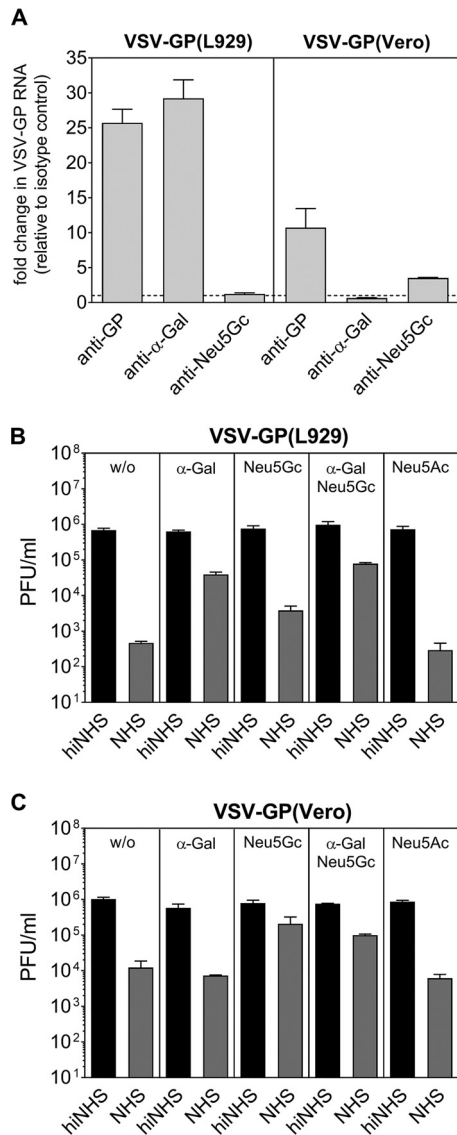 A
VSV-GP(L929) VSV-GP(Vero)
fold change in VSV-GP RNA
(relative to isotype control)
35
30
25
20
15
10
5
0
anti-GP anti-α-Gal anti-Neu5Gc anti-GP anti-α-Gal anti-Neu5Gc
B
VSV-GP(L929)
w/o α-Gal Neu5Gc α-Gal Neu5Ac
Neu5Gc
PFU/ml
10⁸
10⁷
10⁶
10⁵
10⁴
10³
10²
10¹
hiNHS NHS hiNHS NHS hiNHS NHS hiNHS NHS hiNHS NHS
C
VSV-GP(Vero)
w/o α-Gal Neu5Gc α-Gal Neu5Ac
Neu5Gc
PFU/ml
10⁸
10⁷
10⁶
10⁵
10⁴
10³
10²
10¹
hiNHS NHS hiNHS NHS hiNHS NHS hiNHS NHS hiNHS NHS